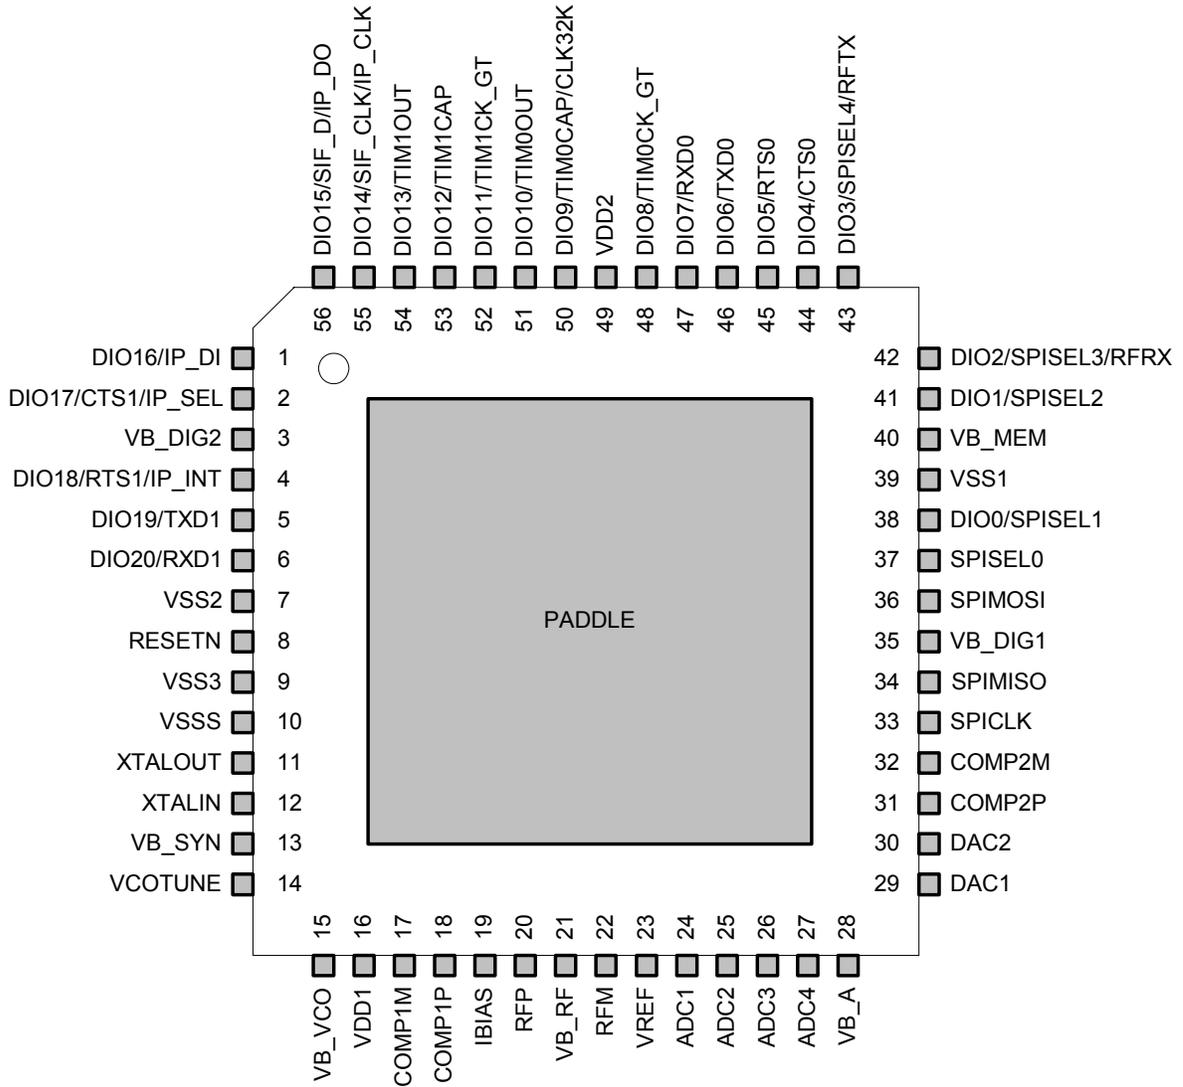 DIO15/SIF_D/IP_DO
DIO14/SIF_CLK/IP_CLK
DIO13/TIM1OUT
DIO12/TIM1CAP
DIO11/TIM1CK_GT
DIO10/TIM0OUT
DIO9/TIM0CAP/CLK32K
VDD2
DIO8/TIM0CK_GT
DIO7/RXD0
DIO6/TXD0
DIO5/RTS0
DIO4/CTS0
DIO3/SPISEL4/RFTX
56
55
54
53
52
51
50
49
48
47
46
45
44
43
DIO16/IP_DI 1
DIO17/CTS1/IP_SEL 2
VB_DIG2 3
DIO18/RTS1/IP_INT 4
DIO19/TXD1 5
DIO20/RXD1 6
VSS2 7
RESETN 8
VSS3 9
VSSS 10
XTALOUT 11
XTALIN 12
VB_SYN 13
VCOTUNE 14
PADDLE
42 DIO2/SPISEL3/RFRX
41 DIO1/SPISEL2
40 VB_MEM
39 VSS1
38 DIO0/SPISEL1
37 SPISEL0
36 SPIMOSI
35 VB_DIG1
34 SPIMISO
33 SPICLK
32 COMP2M
31 COMP2P
30 DAC2
29 DAC1
15
16
17
18
19
20
21
22
23
24
25
26
27
28
VB_VCO
VDD1
COMP1M
COMP1P
IBIAS
RFP
VB_RF
RFM
VREF
ADC1
ADC2
ADC3
ADC4
VB_A